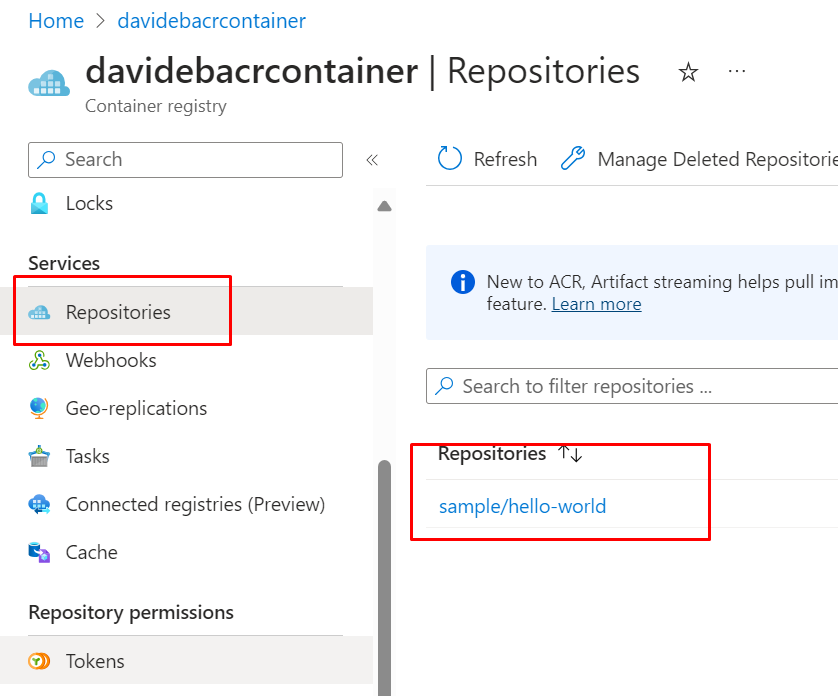 Home > davidebacrcontainer
davidebacrcontainer | Repositories
Container registry
Search
Refresh
Manage Deleted Repositorie
Locks
Services
Repositories
Webhooks
Geo-replications
Tasks
Connected registries (Preview)
Cache
Repository permissions
Tokens
New to ACR, Artifact streaming helps pull im
feature. Learn more
Search to filter repositories ...
Repositories ↑↓
sample/hello-world